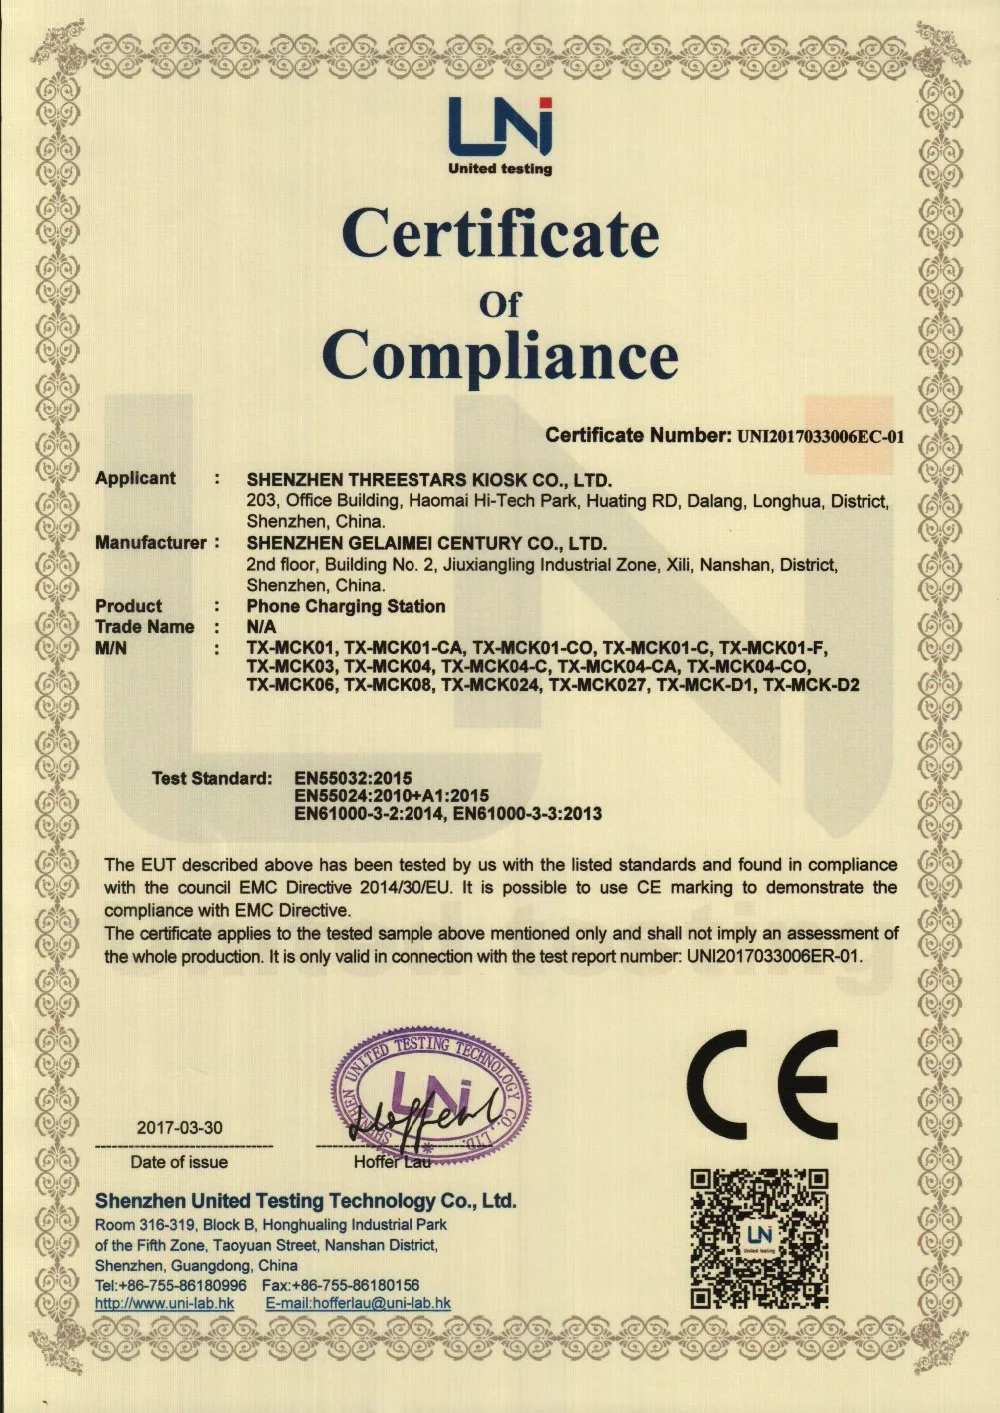 LNi
United testing
Certificate
Of
Compliance
Certificate Number: UNI2017033006EC-01
Applicant : SHENZHEN THREESTARS KIOSK CO., LTD.
203, Office Building, Haomai Hi-Tech Park, Huating RD, Dalang, Longhua, District,
Shenzhen, China.
Manufacturer : SHENZHEN GELAIMEI CENTURY CO., LTD.
2nd floor, Building No. 2, Jiuxiangling Industrial Zone, Xili, Nanshan, District,
Shenzhen, China.
Product : Phone Charging Station
Trade Name : N/A
M/N : TX-MCK01, TX-MCK01-CA, TX-MCK01-CO, TX-MCK01-C, TX-MCK01-F,
TX-MCK03, TX-MCK04, TX-MCK04-C, TX-MCK04-CA, TX-MCK04-CO,
TX-MCK06, TX-MCK08, TX-MCK024, TX-MCK027, TX-MCK-D1, TX-MCK-D2
Test Standard: EN55032:2015
EN55024:2010+A1:2015
EN61000-3-2:2014, EN61000-3-3:2013
The EUT described above has been tested by us with the listed standards and found in compliance
with the council EMC Directive 2014/30/EU. It is possible to use CE marking to demonstrate the
compliance with EMC Directive.
The certificate applies to the tested sample above mentioned only and shall not imply an assessment of
the whole production. It is only valid in connection with the test report number: UNI2017033006ER-01.
SHENZHEN UNITED TESTING TECHNOLOGY CO., LTD.
LNi
CE
2017-03-30
Date of issue
Hoffer Lau
LNi
United testing
Shenzhen United Testing Technology Co., Ltd.
Room 316-319, Block B, Honghualing Industrial Park
of the Fifth Zone, Taoyuan Street, Nanshan District,
Shenzhen, Guangdong, China
Tel:+86-755-86180996 Fax:+86-755-86180156
http://www.uni-lab.hk E-mail:hofferlau@uni-lab.hk